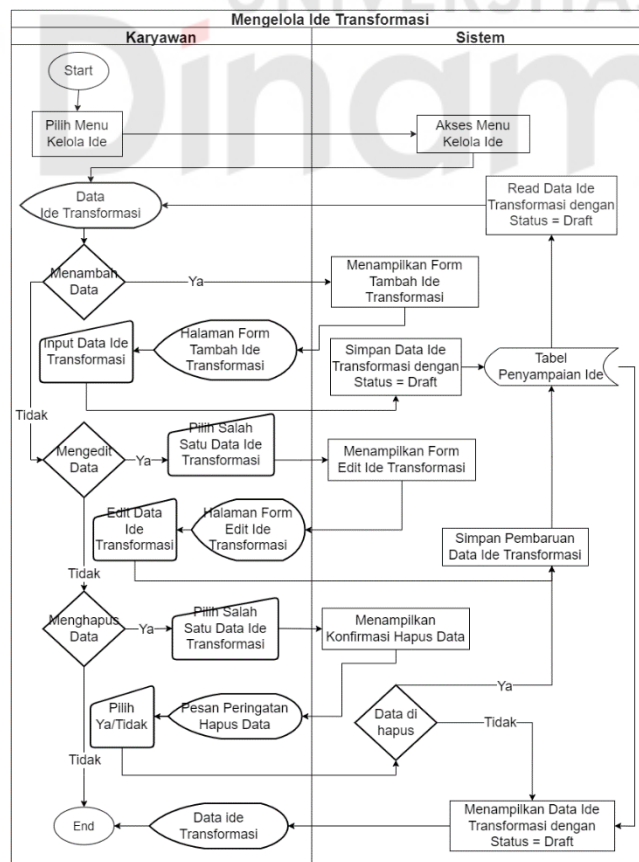 UNIVERSITAS
Dinam
Mengelola Ide Transformasi
Karyawan
Sistem
Start
Pilih Menu
Kelola Ide
Akses Menu
Kelola Ide
Data
Ide Transformasi
Read Data Ide
Transformasi dengan
Status = Draft
Menambah
Data
Ya
Menampilkan Form
Tambah Ide
Transformasi
Input Data Ide
Transformasi
Halaman Form
Tambah Ide
Transformasi
Simpan Data Ide
Transformasi dengan
Status = Draft
Tabel
Penyampaian Ide
Tidak
Mengedit
Data
Ya
Pilih Salah
Satu Data Ide
Transformasi
Menampilkan Form
Edit Ide Transformasi
Edit Data
Ide
Transformasi
Halaman Form
Edit Ide
Transformasi
Simpan Pembaruan
Data Ide Transformasi
Tidak
Menghapus
Data
Ya
Pilih Salah
Satu Data Ide
Transformasi
Menampilkan
Konfirmasi Hapus Data
Pilih
Ya/Tidak
Pesan Peringatan
Hapus Data
Data di
hapus
Ya
Tidak
Tidak
End
Data ide
Transformasi
Menampilkan Data Ide
Transformasi dengan
Status = Draft